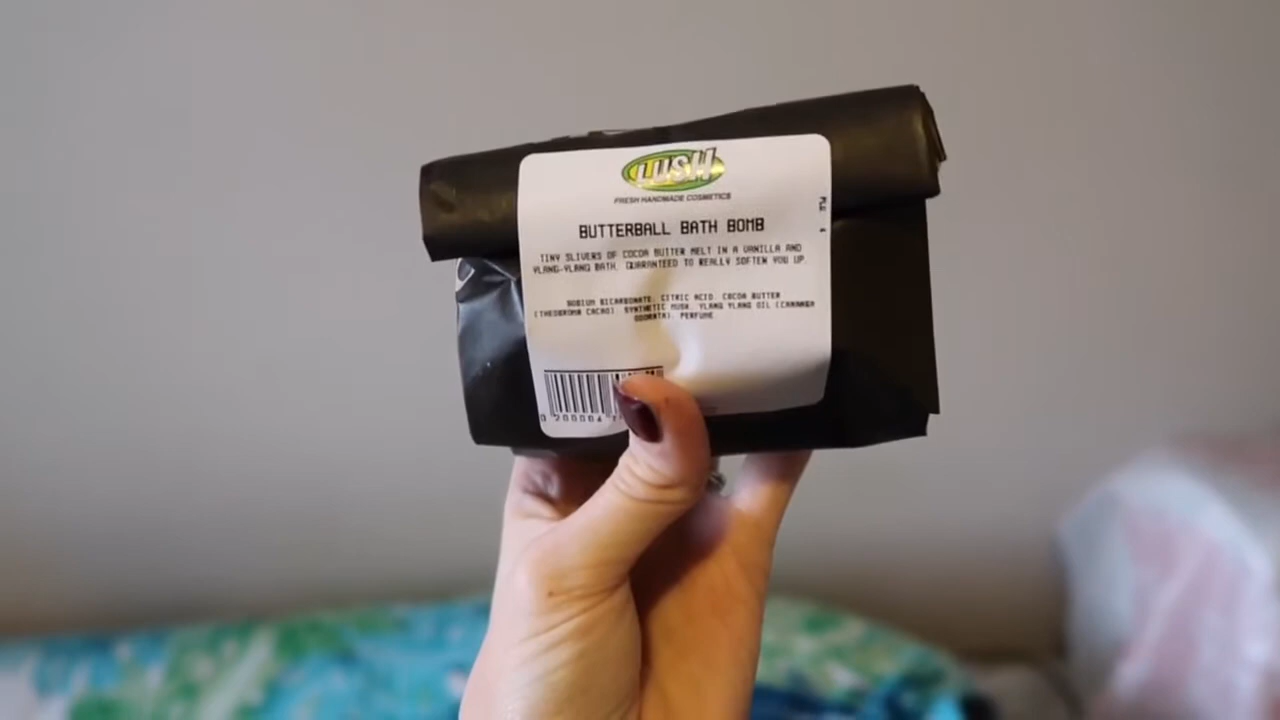 LUSH
FRESH HANDMADE COSMETICS
BUTTERBALL BATH BOMB
TINY SLIVERS OF COCOA BUTTER MELT IN A VANILLA AND
YLANG-YLANG BATH. GUARANTEED TO REALLY SOFTEN YOU UP.
SODIUM BICARBONATE, CITRIC ACID, COCOA BUTTER
(THEOBROMA CACAO), SYNTHETIC MUSK, YLANG YLANG OIL (CANANGA
ODORATA), PERFUME
0 200004